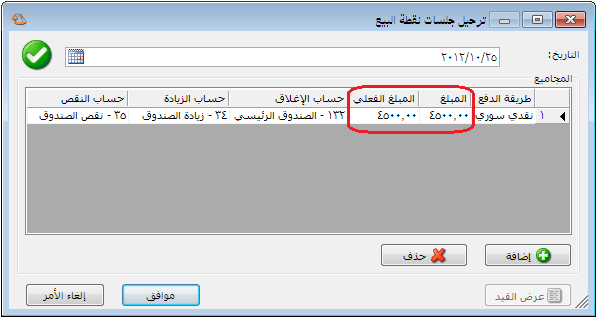 ترحيل جلسات نقطة البيع
التاريخ: ٢٠١٢/١٠/٢٥
المجاميع
طريقة الدفع المبلغ المبلغ الفعلي حساب الإغلاق حساب الزيادة حساب النقص
١ نقدي سوري ٤٥٠٠,٠٠ ٤٥٠٠,٠٠ ١٣٢ - الصندوق الرئيسي ٣٤ - زيادة الصندوق ٣٥ - نقص الصندوق
إضافة حذف
عرض القيد موافق إلغاء الأمر